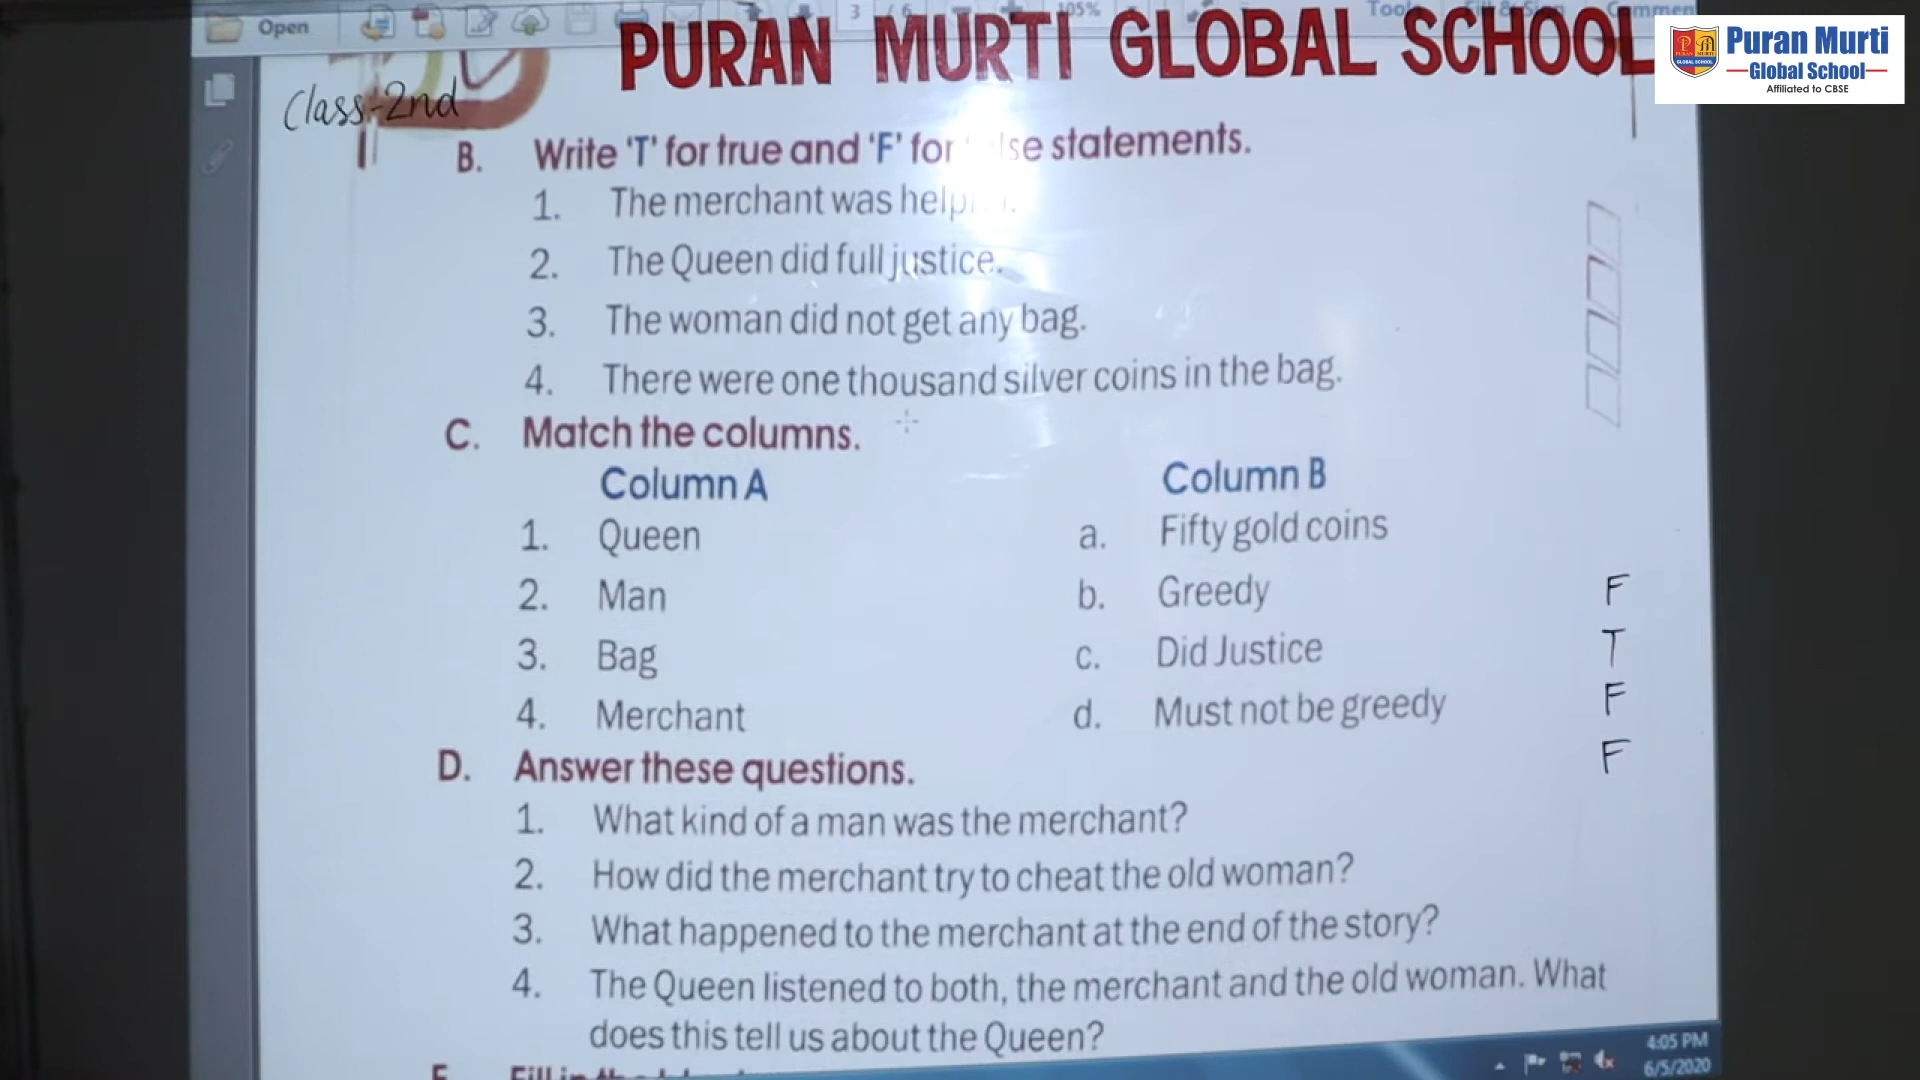 Open
3 / 6
105%
Tools
Comment
PURAN MURTI GLOBAL SCHOOL
Puran Murti
Global School
Affiliated to CBSE
Class-2nd
B. Write 'T' for true and 'F' for statements.
1. The merchant was
2. The Queen did full justice.
3. The woman did not get any bag.
4. There were one thousand silver coins in the bag.
C. Match the columns.
Column A Column B
1. Queen a. Fifty gold coins
2. Man b. Greedy F
3. Bag c. Did Justice T
4. Merchant d. Must not be greedy F
F
D. Answer these questions.
1. What kind of a man was the merchant?
2. How did the merchant try to cheat the old woman?
3. What happened to the merchant at the end of the story?
4. The Queen listened to both, the merchant and the old woman. What
does this tell us about the Queen?
4:05 PM
6/5/2020